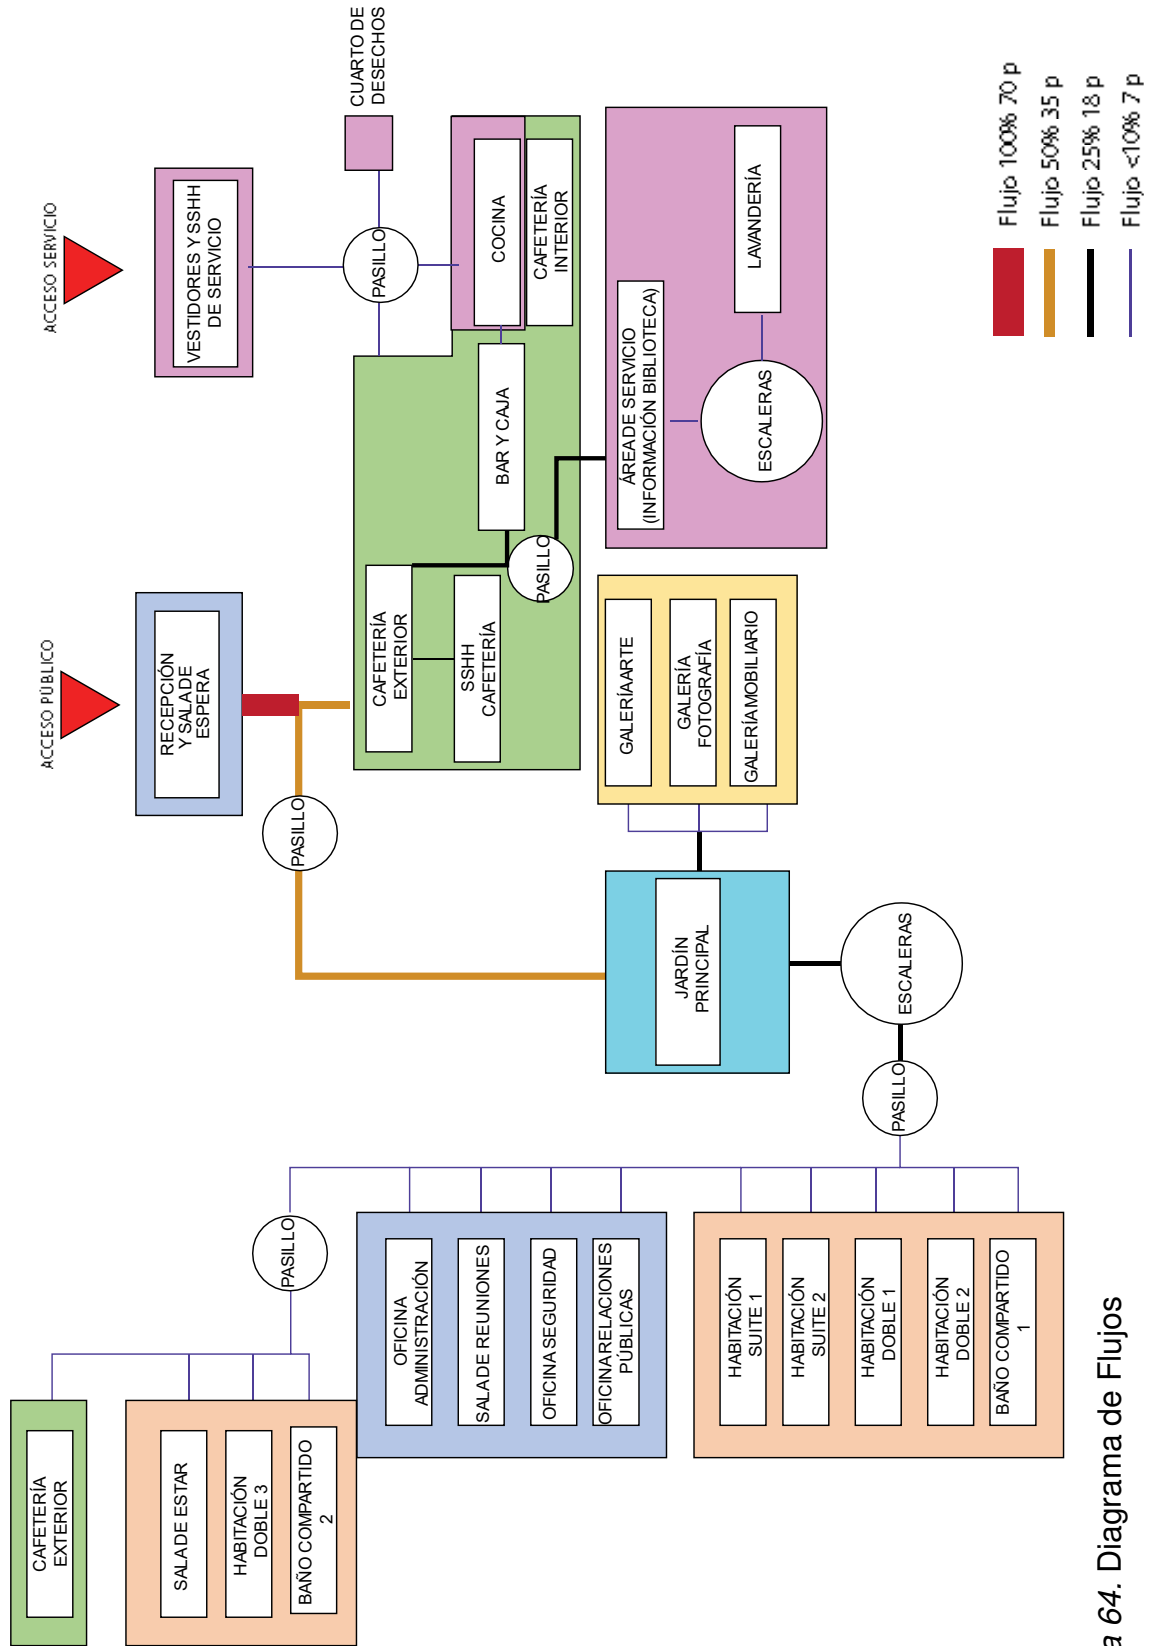 ACCESO PÚBLICO
ACCESO SERVICIO
RECEPCIÓN
Y SALA DE
ESPERA
VESTIDORES Y SSHH
DE SERVICIO
CUARTO DE
DESECHOS
PASILLO
PASILLO
CAFETERÍA
EXTERIOR
SSHH
CAFETERÍA
BAR Y CAJA
COCINA
CAFETERÍA
INTERIOR
PASILLO
GALERÍA ARTE
GALERÍA
FOTOGRAFÍA
GALERÍA MOBILIARIO
ÁREA DE SERVICIO
(INFORMACIÓN BIBLIOTECA)
LAVANDERÍA
ESCALERAS
JARDÍN
PRINCIPAL
ESCALERAS
PASILLO
PASILLO
CAFETERÍA
EXTERIOR
SALA DE ESTAR
HABITACIÓN
DOBLE 3
BAÑO COMPARTIDO
2
OFICINA
ADMINISTRACIÓN
SALA DE REUNIONES
OFICINA SEGURIDAD
OFICINA RELACIONES
PÚBLICAS
HABITACIÓN
SUITE 1
HABITACIÓN
SUITE 2
HABITACIÓN
DOBLE 1
HABITACIÓN
DOBLE 2
BAÑO COMPARTIDO
1
Flujo 100% 70 p
Flujo 50% 35 p
Flujo 25% 18 p
Flujo <10% 7 p
a 64. Diagrama de Flujos